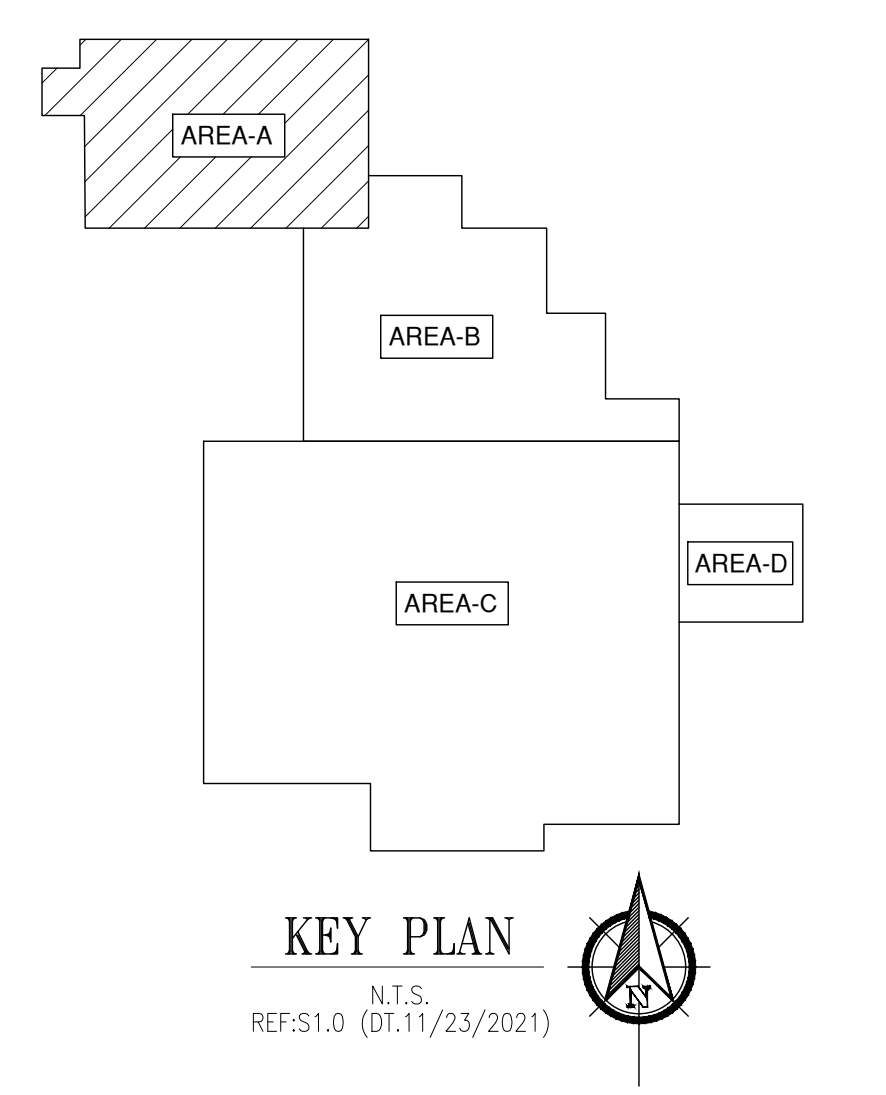 AREA-A
AREA-B
AREA-D
AREA-C
KEY PLAN
N.T.S.
REF:S1.0 (DT.11/23/2021)
N